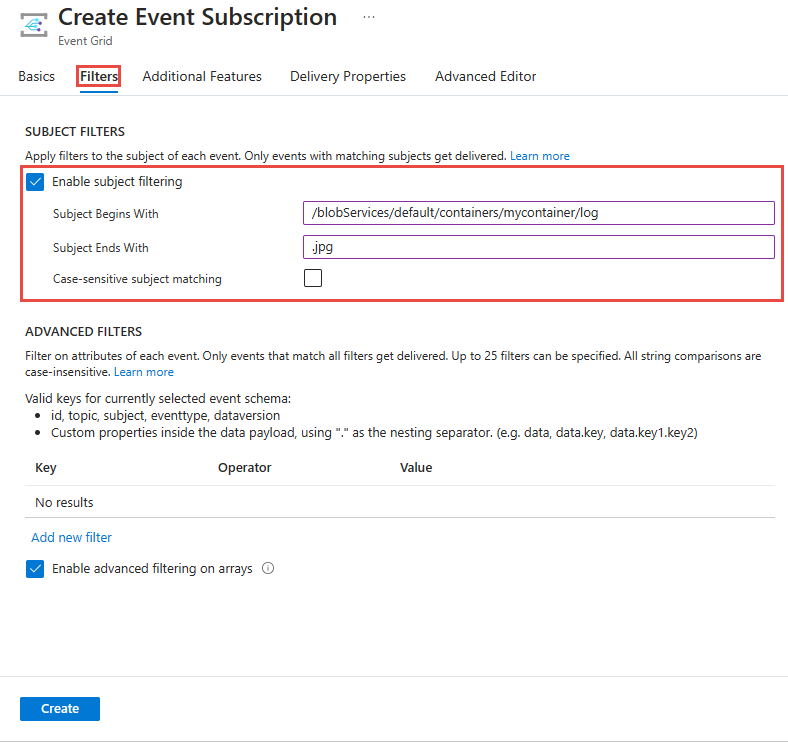 Create Event Subscription ...
Event Grid
Basics Filters Additional Features Delivery Properties Advanced Editor
SUBJECT FILTERS
Apply filters to the subject of each event. Only events with matching subjects get delivered. Learn more
Enable subject filtering
Subject Begins With /blobServices/default/containers/mycontainer/log
Subject Ends With .jpg
Case-sensitive subject matching
ADVANCED FILTERS
Filter on attributes of each event. Only events that match all filters get delivered. Up to 25 filters can be specified. All string comparisons are
case-insensitive. Learn more
Valid keys for currently selected event schema:
• id, topic, subject, eventtype, dataversion
• Custom properties inside the data payload, using "." as the nesting separator. (e.g. data, data.key, data.key1.key2)
Key Operator Value
No results
Add new filter
Enable advanced filtering on arrays
Create